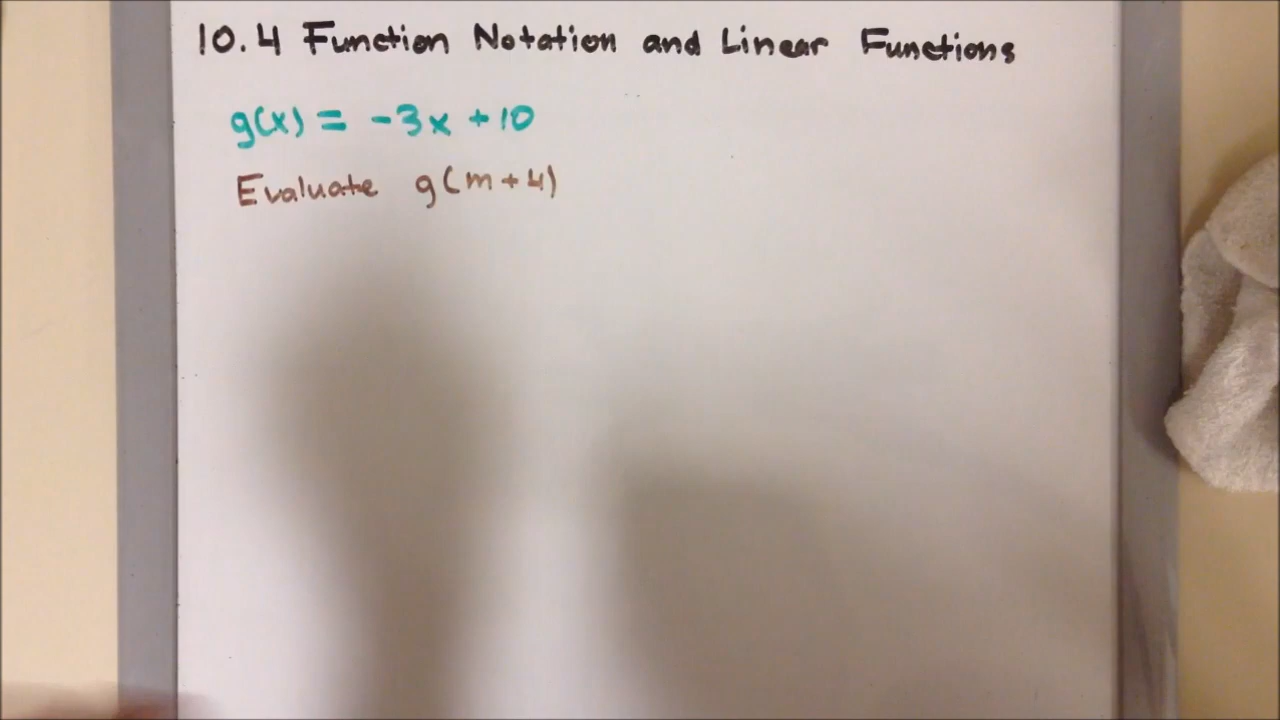 10.4 Function Notation and Linear Functions
g(x) = -3x + 10
Evaluate g(m+4)